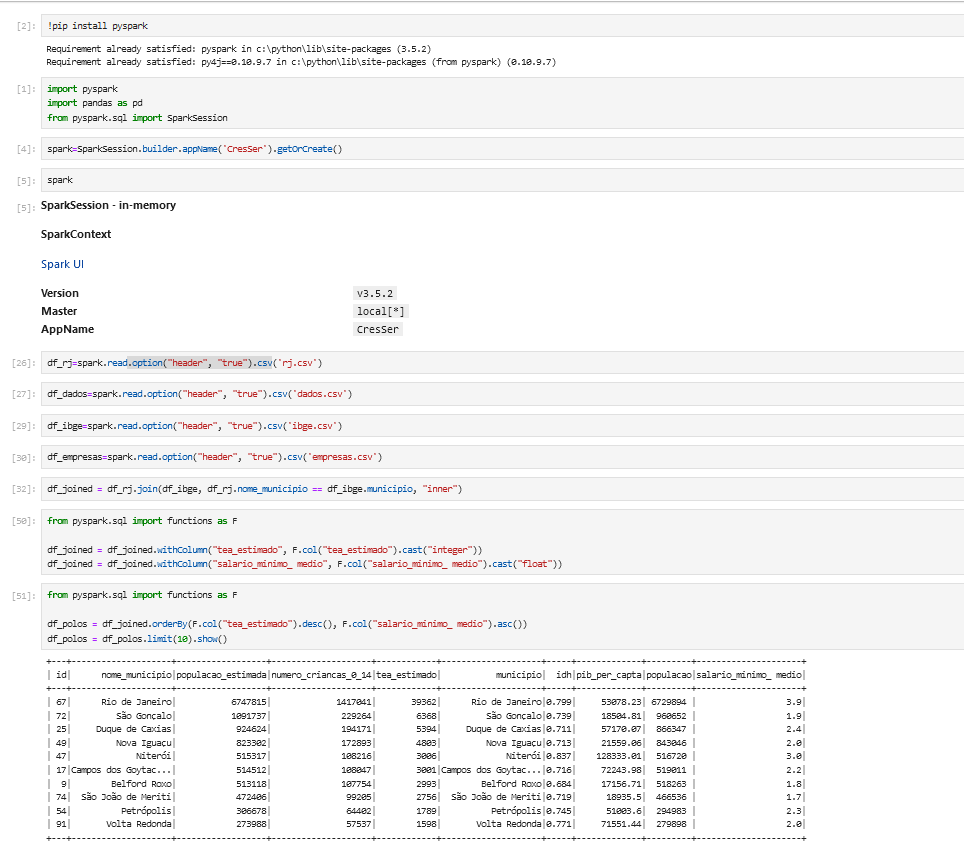 [2]: !pip install pyspark
Requirement already satisfied: pyspark in c:\python\lib\site-packages (3.5.2)
Requirement already satisfied: py4j==0.10.9.7 in c:\python\lib\site-packages (from pyspark) (0.10.9.7)
[1]: import pyspark
import pandas as pd
from pyspark.sql import SparkSession
[4]: spark=SparkSession.builder.appName('CresSer').getOrCreate()
[5]: spark
[5]: SparkSession - in-memory
SparkContext
Spark UI
Version v3.5.2
Master local[*]
AppName CresSer
[26]: df_rj=spark.read.option("header", "true").csv('rj.csv')
[27]: df_dados=spark.read.option("header", "true").csv('dados.csv')
[29]: df_ibge=spark.read.option("header", "true").csv('ibge.csv')
[30]: df_empresas=spark.read.option("header", "true").csv('empresas.csv')
[32]: df_joined = df_rj.join(df_ibge, df_rj.nome_municipio == df_ibge.municipio, "inner")
[50]: from pyspark.sql import functions as F
df_joined = df_joined.withColumn("tea_estimado", F.col("tea_estimado").cast("integer"))
df_joined = df_joined.withColumn("salario_minimo_ medio", F.col("salario_minimo_ medio").cast("float"))
[51]: from pyspark.sql import functions as F
df_polos = df_joined.orderBy(F.col("tea_estimado").desc(), F.col("salario_minimo_ medio").asc())
df_polos = df_polos.limit(10).show()
+---+--------------------+------------------+--------------------+------------+--------------------+-----+------------+---------+---------------------+
| id|      nome_municipio|populacao_estimada|numero_criancas_0_14|tea_estimado|           municipio|  idh|pib_per_capta|populacao|salario_minimo_ medio|
+---+--------------------+------------------+--------------------+------------+--------------------+-----+------------+---------+---------------------+
| 67|      Rio de Janeiro|           6747815|             1417041|       39362|      Rio de Janeiro|0.799|     53078.23| 6729894 |                  3.9|
| 72|         São Gonçalo|           1091737|              229264|        6368|         São Gonçalo|0.739|     18504.81|  960652 |                  1.9|
| 25|     Duque de Caxias|            924624|              194171|        5394|     Duque de Caxias|0.711|     57170.07|  866347 |                  2.4|
| 49|         Nova Iguaçu|            823302|              172893|        4803|         Nova Iguaçu|0.713|     21559.06|  843046 |                  2.0|
| 47|             Niterói|            515317|              108216|        3006|             Niterói|0.837|    128333.01|  516720 |                  3.0|
| 17|Campos dos Goytac...|            514512|              108047|        3001|Campos dos Goytac...|0.716|     72243.98|  519011 |                  2.2|
|  9|        Belford Roxo|            513118|              107754|        2993|        Belford Roxo|0.684|     17156.71|  518263 |                  1.8|
| 74|  São João de Meriti|            472406|               99205|        2756|  São João de Meriti|0.719|      18935.5|  466536 |                  1.7|
| 54|          Petrópolis|            306678|               64402|        1789|          Petrópolis|0.745|      51003.6|  294983 |                  2.3|
| 91|       Volta Redonda|            273988|               57537|        1598|       Volta Redonda|0.771|     71551.44|  279898 |                  2.0|
+---+--------------------+------------------+--------------------+------------+--------------------+-----+------------+---------+---------------------+